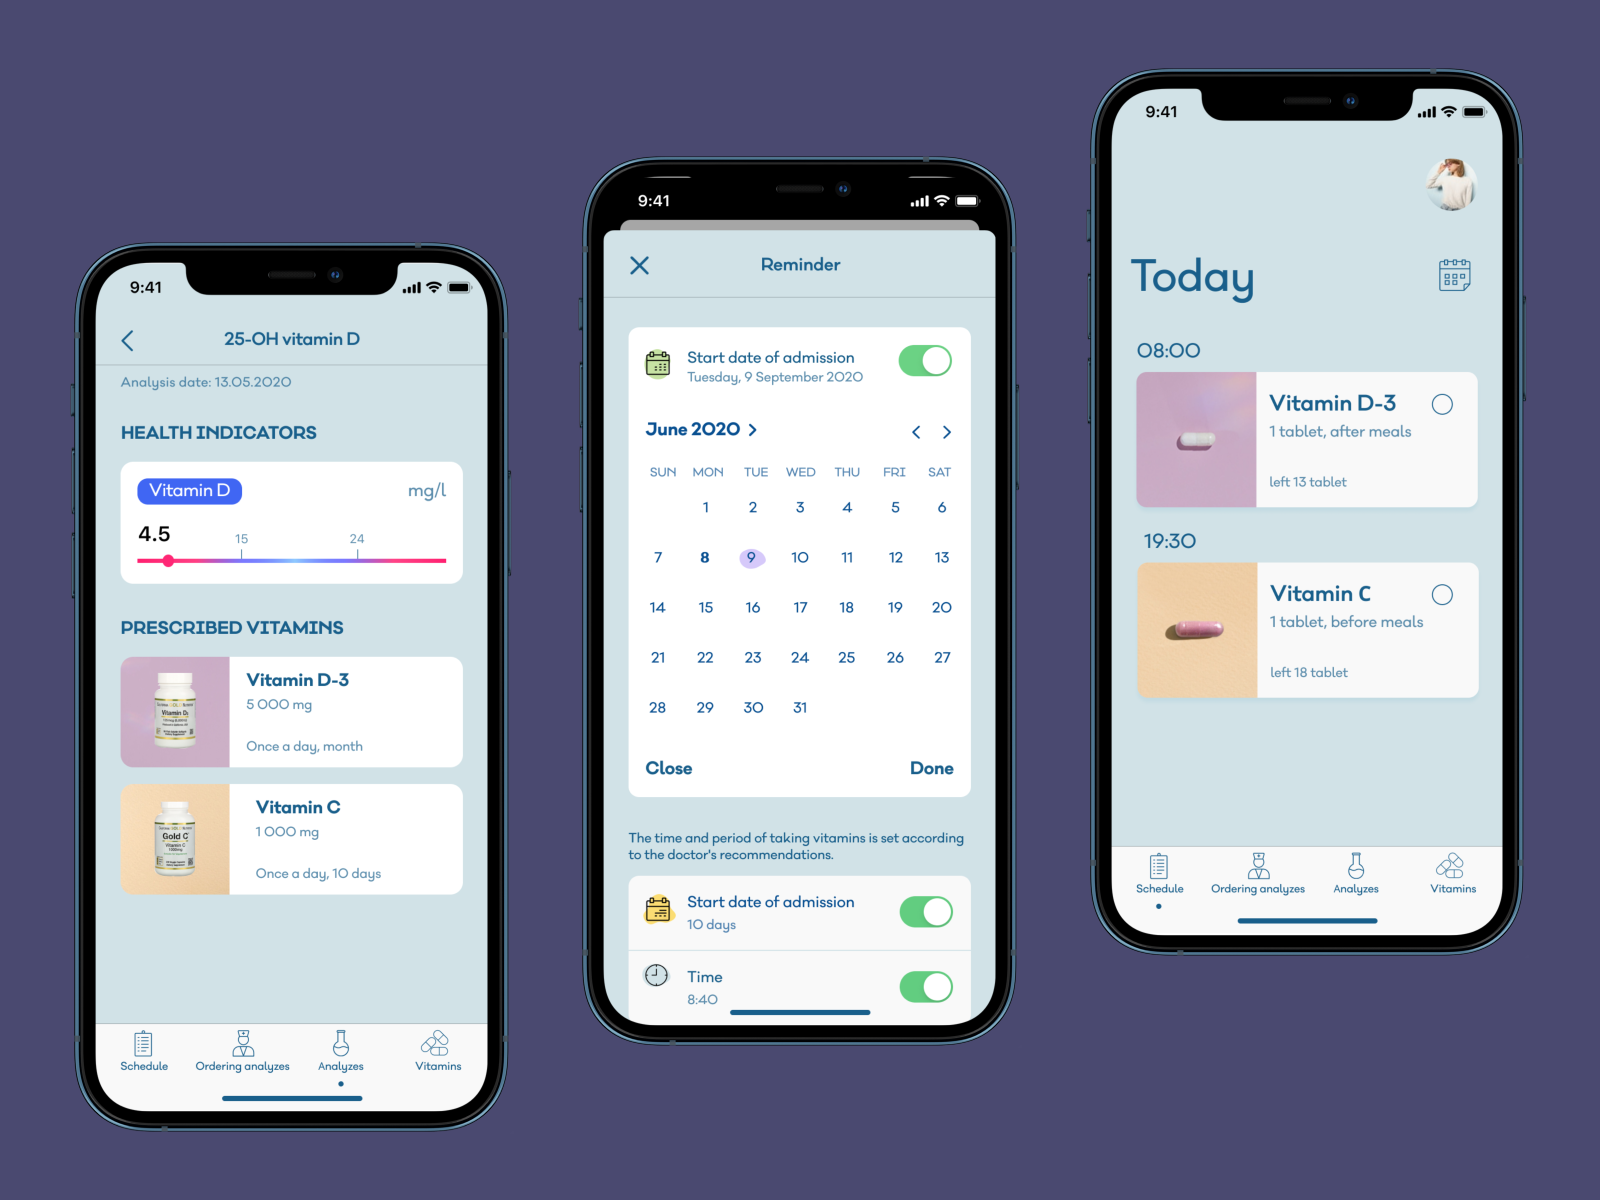 9:41
25-OH vitamin D
Analysis date: 13.05.2020
HEALTH INDICATORS
Vitamin D
mg/l
4.5
15
24
PRESCRIBED VITAMINS
Vitamin D-3
5 000 mg
Once a day, month
Vitamin C
1 000 mg
Once a day, 10 days
Gold C
Vitamin C
Schedule
Ordering analyzes
Analyzes
Vitamins
9:41
Reminder
Start date of admission
Tuesday, 9 September 2020
June 2020
SUN MON TUE WED THU FRI SAT
1 2 3 4 5 6
7 8 9 10 11 12 13
14 15 16 17 18 19 20
21 22 23 24 25 26 27
28 29 30 31
Close
Done
The time and period of taking vitamins is set according
to the doctor's recommendations.
Start date of admission
10 days
Time
8:40
9:41
Today
08:00
Vitamin D-3
1 tablet, after meals
left 13 tablet
19:30
Vitamin C
1 tablet, before meals
left 18 tablet
Schedule
Ordering analyzes
Analyzes
Vitamins